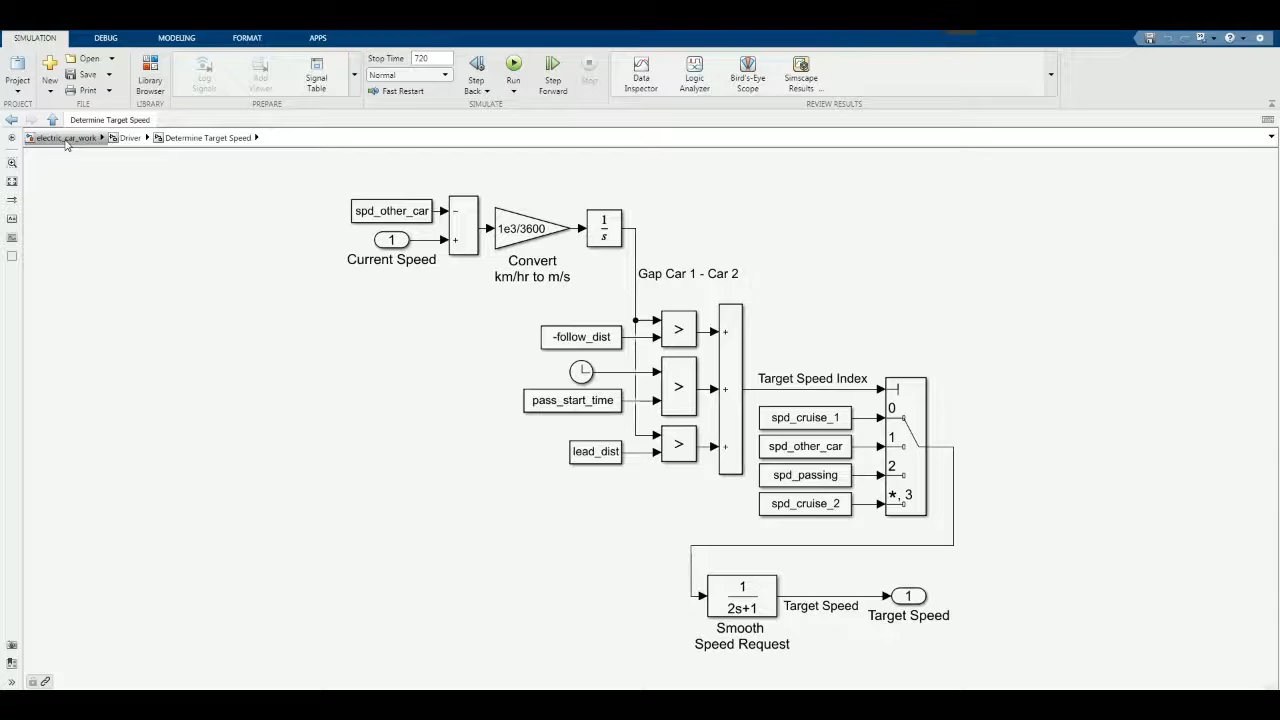 SIMULATION
DEBUG
MODELING
FORMAT
APPS
Project
New
Open
Save
Print
Library
Browser
Log
Signals
Add
Viewer
Signal
Table
Stop Time 720
Normal
Fast Restart
Step
Back
Run
Step
Forward
Stop
Data
Inspector
Logic
Analyzer
Bird's-Eye
Scope
Simscape
Results ...
PROJECT
FILE
LIBRARY
PREPARE
SIMULATE
REVIEW RESULTS
Determine Target Speed
electric_car_work
Driver
Determine Target Speed
spd_other_car
−
1
+
Current Speed
1e3/3600
Convert
km/hr to m/s
1
s
Gap Car 1 - Car 2
-follow_dist
>
+
pass_start_time
>
+
lead_dist
>
+
Target Speed Index
spd_cruise_1
0
spd_other_car
1
spd_passing
2
spd_cruise_2
*, 3
1
2s+1
Smooth
Speed Request
Target Speed
1
Target Speed